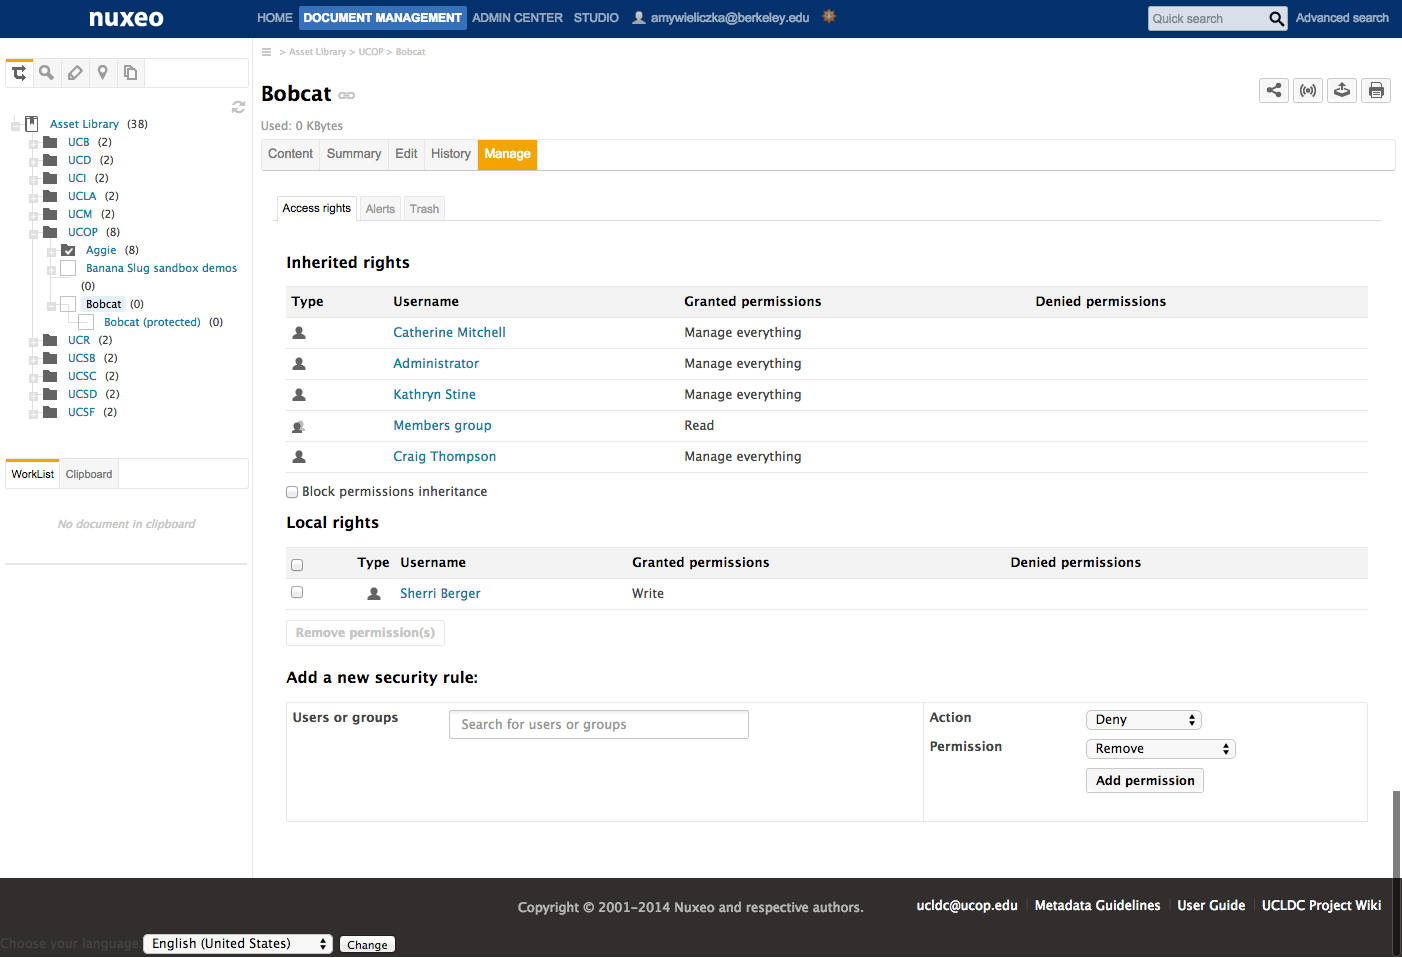 nuxeo
HOME DOCUMENT MANAGEMENT ADMIN CENTER STUDIO amywieliczka@berkeley.edu
Quick search Advanced search
> Asset Library > UCOP > Bobcat
Bobcat
Used: 0 KBytes
Content Summary Edit History Manage
Asset Library (38)
UCB (2)
UCD (2)
UCI (2)
UCLA (2)
UCM (2)
UCOP (8)
Aggie (8)
Banana Slug sandbox demos
(0)
Bobcat (0)
Bobcat (protected) (0)
UCR (2)
UCSB (2)
UCSC (2)
UCSD (2)
UCSF (2)
WorkList Clipboard
No document in clipboard
Access rights Alerts Trash
Inherited rights
Type Username Granted permissions Denied permissions
Catherine Mitchell Manage everything
Administrator Manage everything
Kathryn Stine Manage everything
Members group Read
Craig Thompson Manage everything
Block permissions inheritance
Local rights
Type Username Granted permissions Denied permissions
Sherri Berger Write
Remove permission(s)
Add a new security rule:
Users or groups Search for users or groups
Action Deny
Permission Remove
Add permission
Copyright © 2001-2014 Nuxeo and respective authors.
ucldc@ucop.edu Metadata Guidelines User Guide UCLDC Project Wiki
Choose your language: English (United States) Change